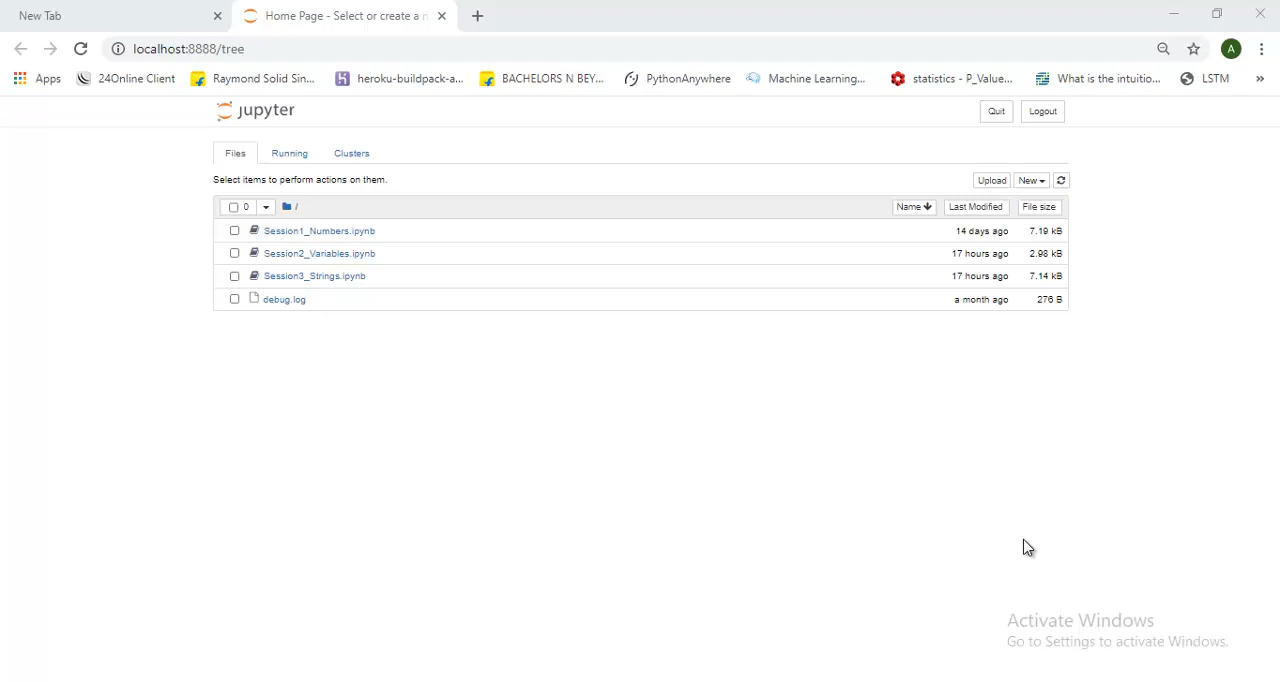 New Tab
Home Page - Select or create a n
localhost:8888/tree
A
Apps
24Online Client
Raymond Solid Sin...
heroku-buildpack-a...
BACHELORS N BEY...
PythonAnywhere
Machine Learning...
statistics - P_Value...
What is the intuitio...
LSTM
»
jupyter
Quit
Logout
Files
Running
Clusters
Select items to perform actions on them.
Upload
New
0
/
Name
Last Modified
File size
Session1_Numbers.ipynb 14 days ago 7.19 kB
Session2_Variables.ipynb 17 hours ago 2.98 kB
Session3_Strings.ipynb 17 hours ago 7.14 kB
debug.log a month ago 276 B
Activate Windows
Go to Settings to activate Windows.